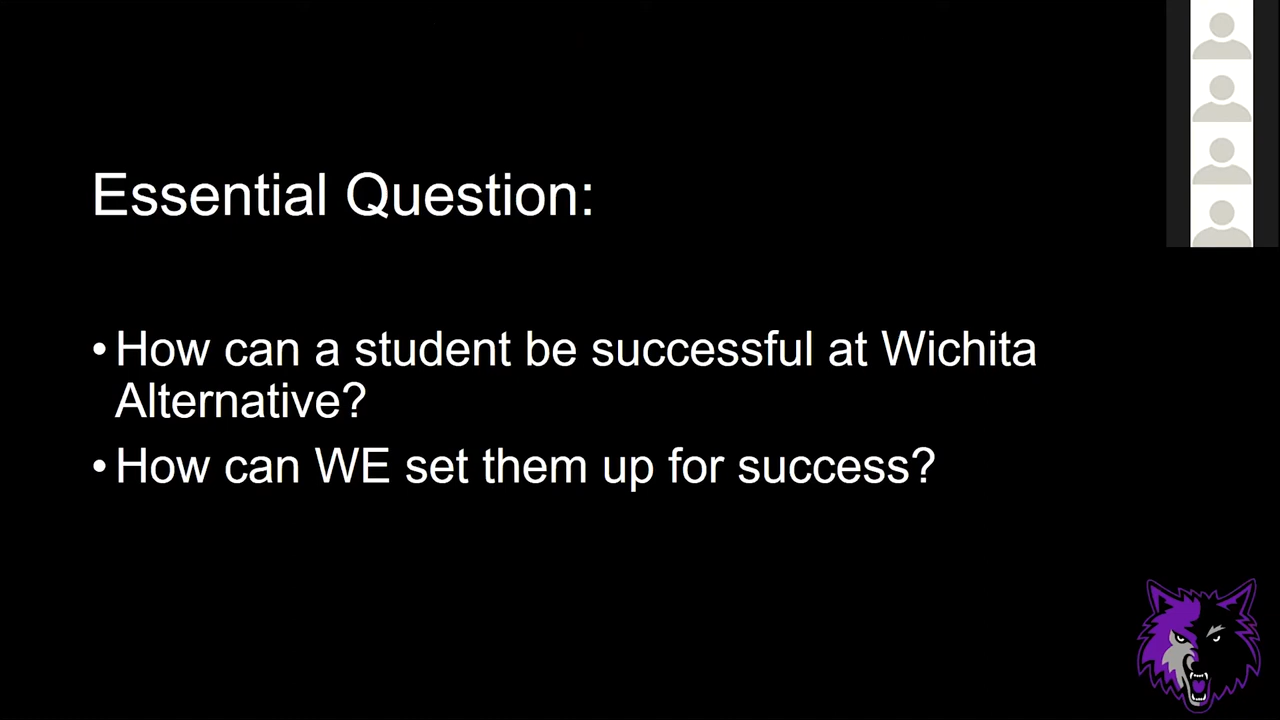 Essential Question:
•How can a student be successful at Wichita
Alternative?
•How can WE set them up for success?